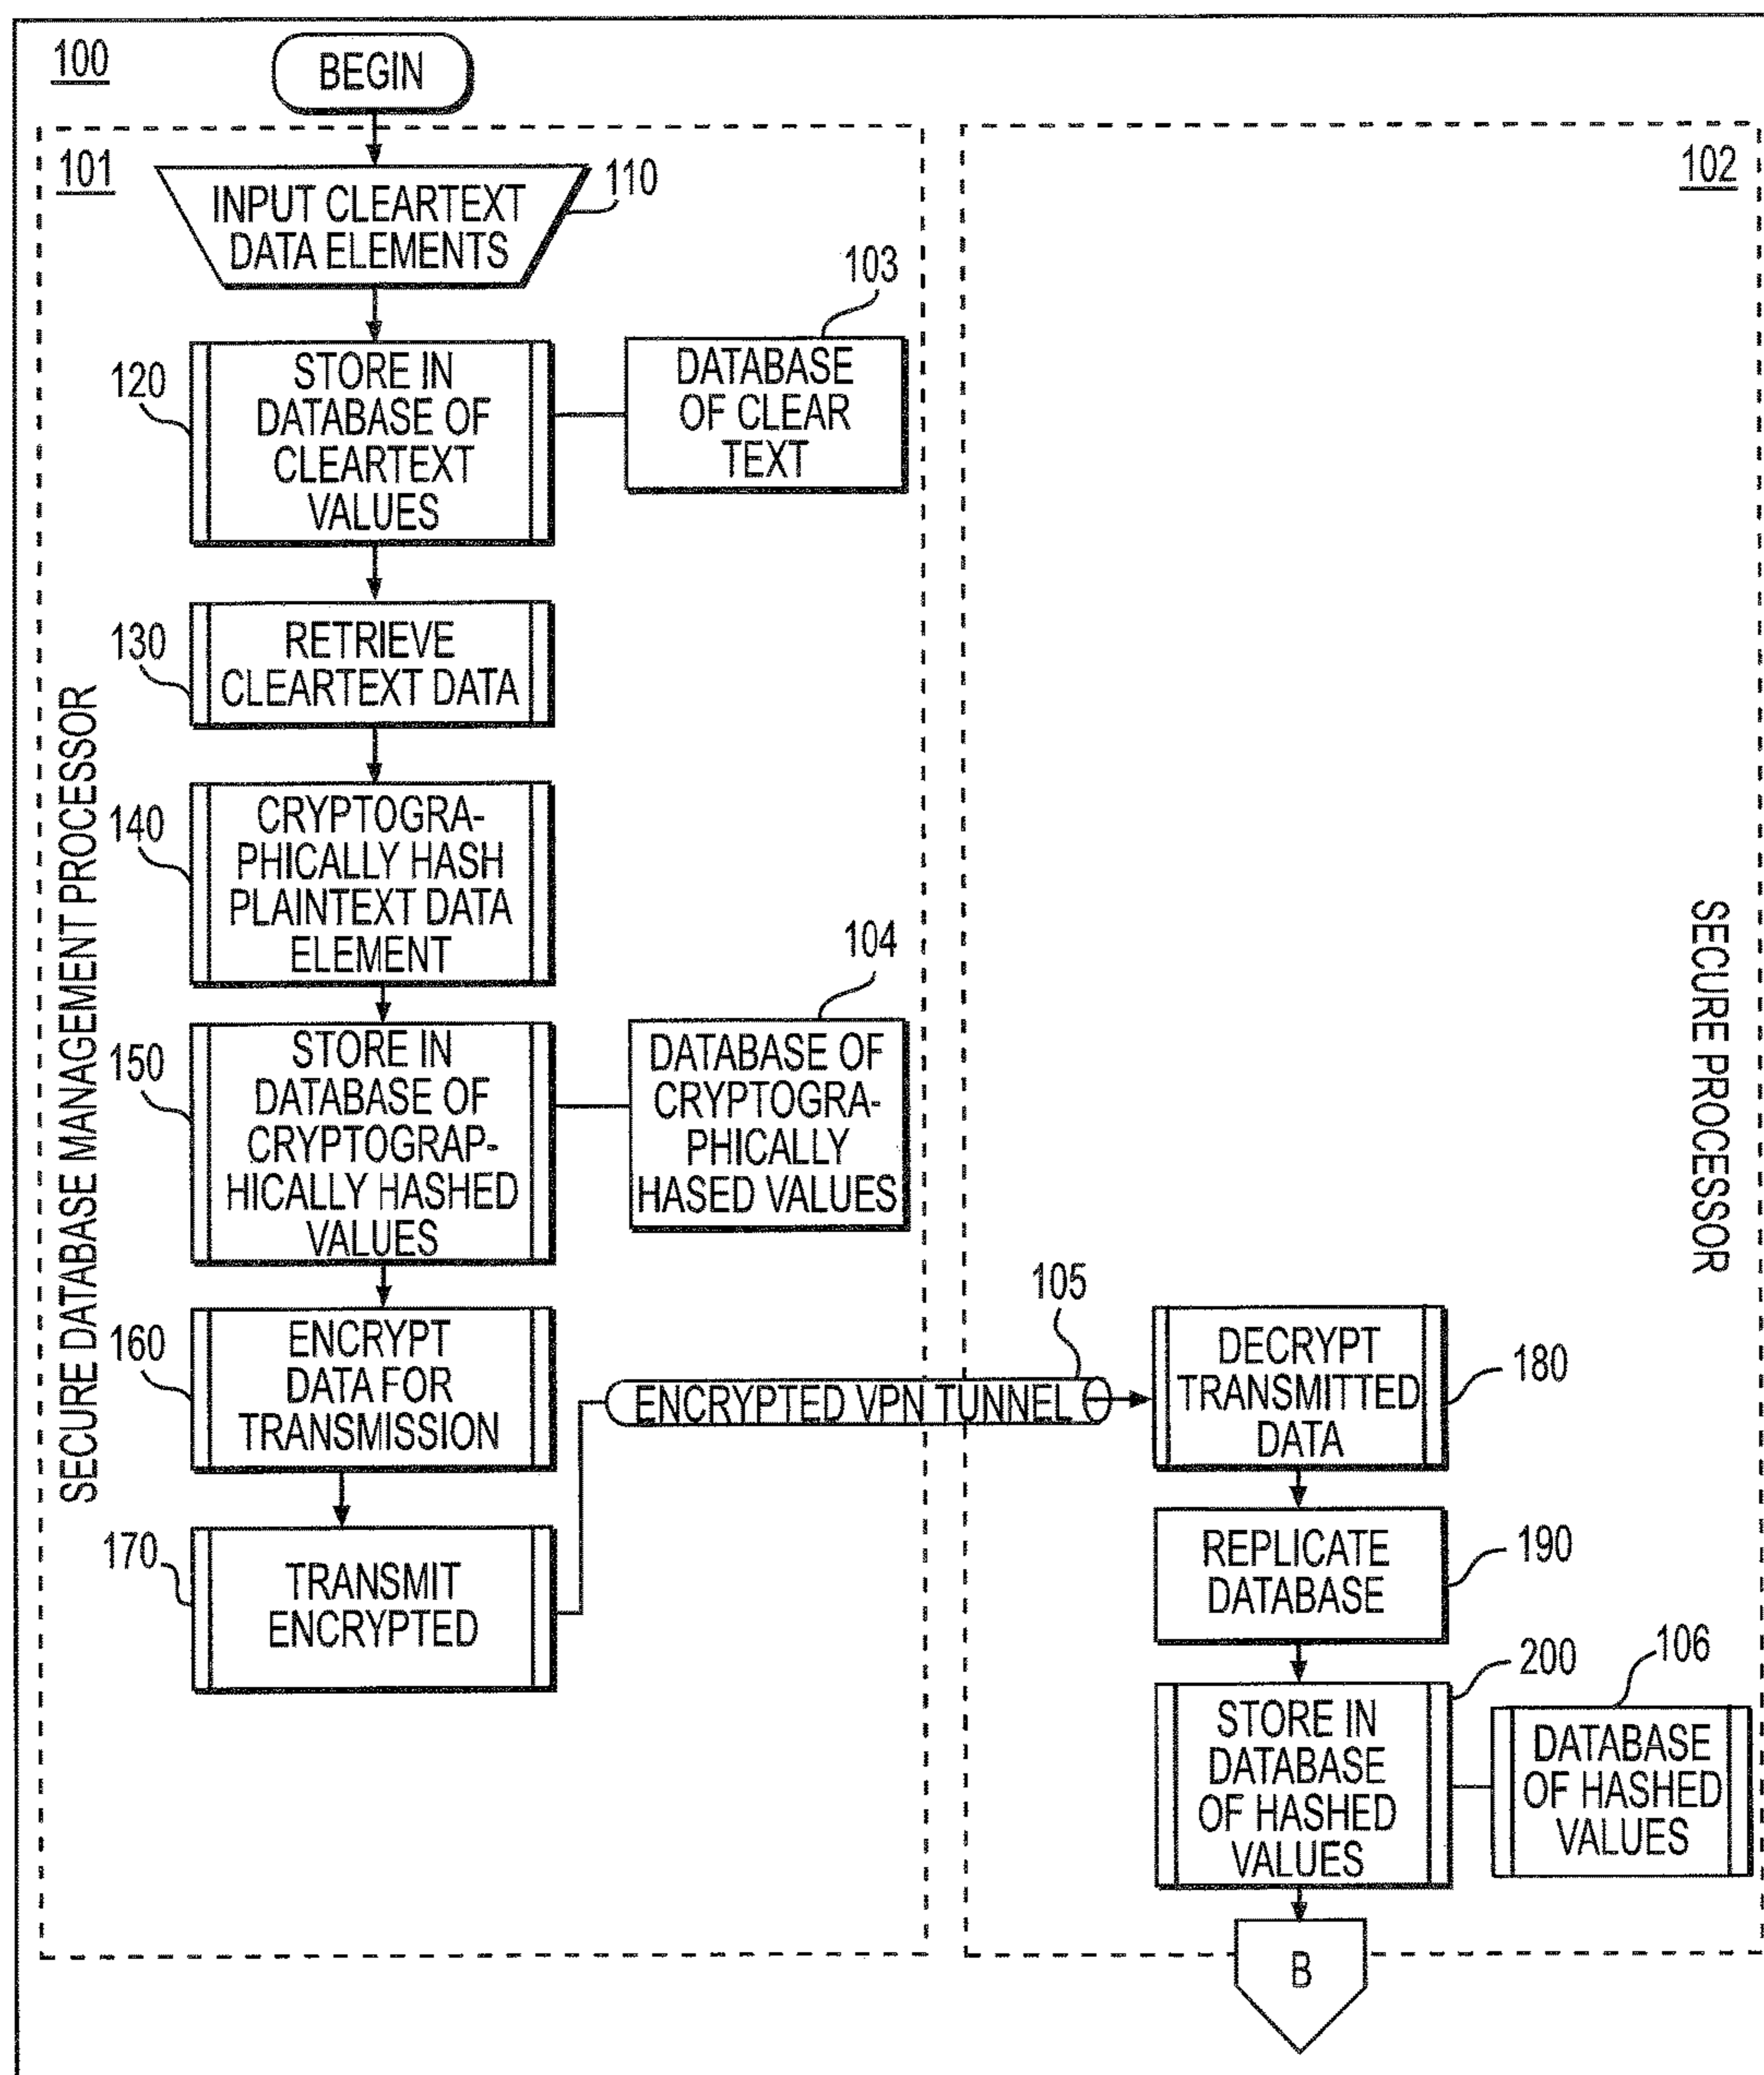 100
BEGIN
101
102
INPUT CLEARTEXT
DATA ELEMENTS
110
103
120
STORE IN
DATABASE OF
CLEARTEXT
VALUES
DATABASE
OF CLEAR
TEXT
130
RETRIEVE
CLEARTEXT DATA
SECURE DATABASE MANAGEMENT PROCESSOR
140
CRYPTOGRA-
PHICALLY HASH
PLAINTEXT DATA
ELEMENT
SECURE PROCESSOR
104
150
STORE IN
DATABASE OF
CRYPTOGRAP-
HICALLY HASHED
VALUES
DATABASE OF
CRYPTOGRA-
PHICALLY
HASED VALUES
105
160
ENCRYPT
DATA FOR
TRANSMISSION
ENCRYPTED VPN TUNNEL
DECRYPT
TRANSMITTED
DATA
180
170
TRANSMIT
ENCRYPTED
REPLICATE
DATABASE
190
200
106
STORE IN
DATABASE
OF HASHED
VALUES
DATABASE
OF HASHED
VALUES
B